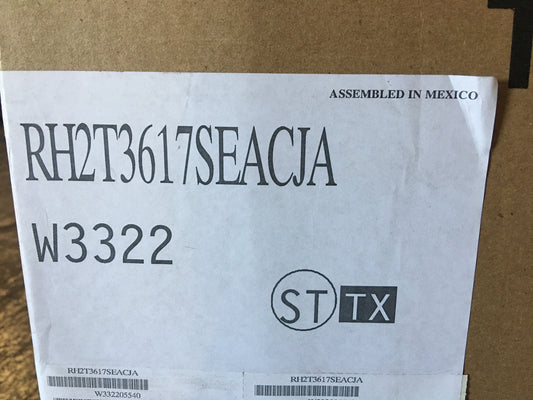 ASSEMBLED IN MEXICO
RH2T3617SEACJA
W3322
ST TX
RH2T3617SEACJA RH2T3617SEACJA
W332205540